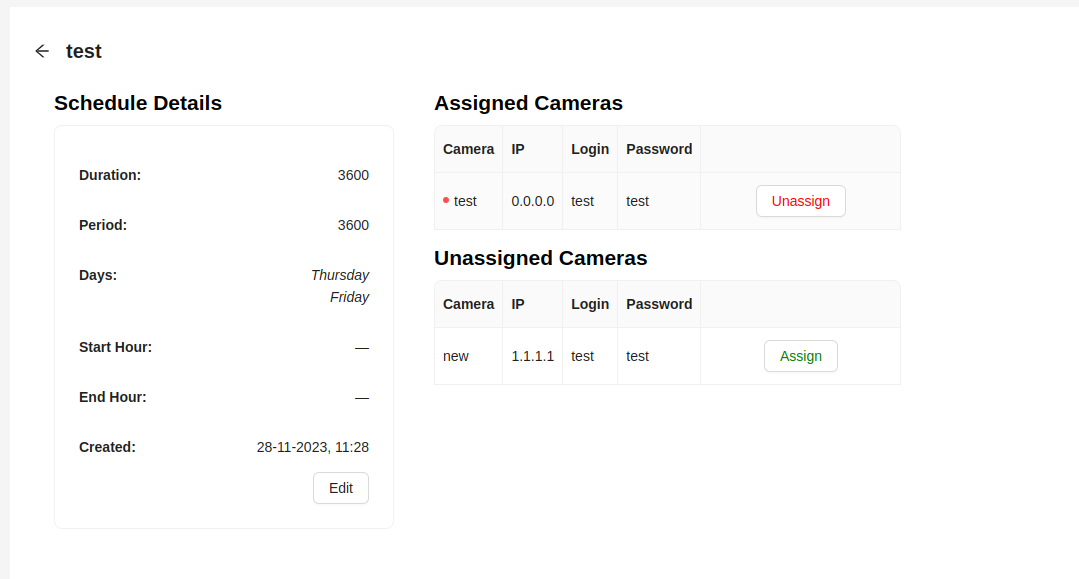 test
Schedule Details
Duration: 3600
Period: 3600
Days: Thursday
Friday
Start Hour: —
End Hour: —
Created: 28-11-2023, 11:28
Edit
Assigned Cameras
Camera IP Login Password
test 0.0.0.0 test test Unassign
Unassigned Cameras
Camera IP Login Password
new 1.1.1.1 test test Assign